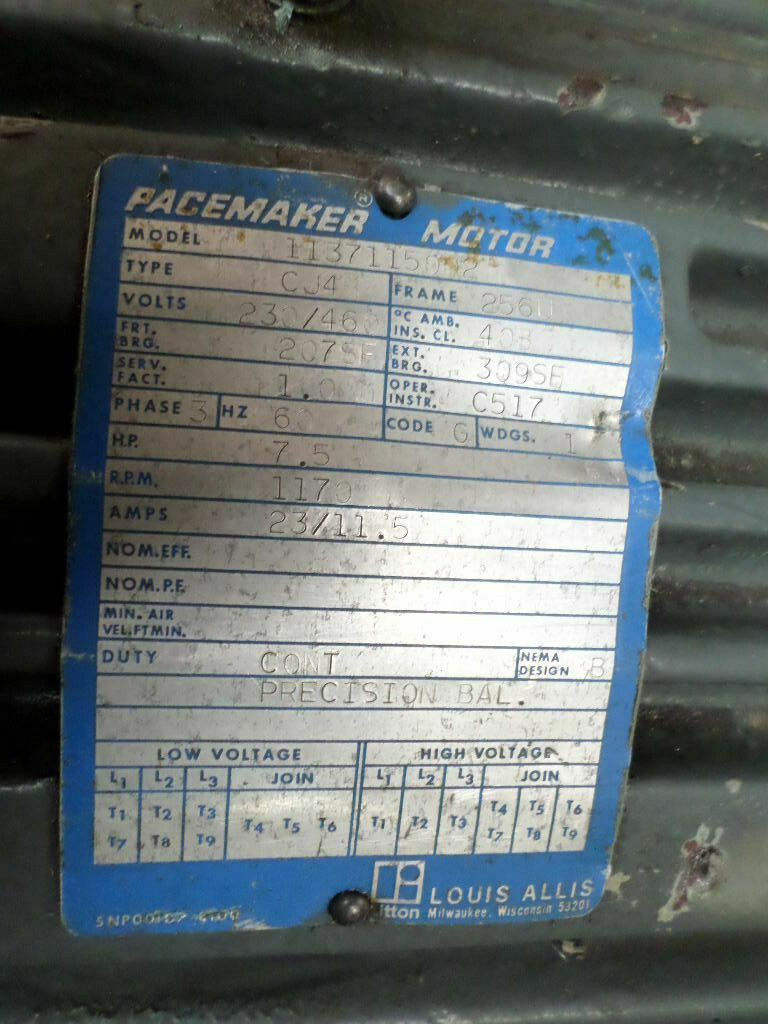 PACEMAKER® MOTOR
MODEL
TYPE CJ4 FRAME 256U
VOLTS 230/460 °C AMB. INS. CL. 40B
FRT. BRG. 207SF EXT. BRG. 309SF
SERV. FACT. 1.0 OPER. INSTR. C517
PHASE 3 HZ 60 CODE G WDGS. 1
H.P. 7.5
R.P.M. 1170
AMPS 23/11.5
NOM.EFF.
NOM.P.F.
MIN. AIR
VEL.FT.MIN.
DUTY CONT NEMA DESIGN B
PRECISION BAL.
LOW VOLTAGE HIGH VOLTAGE
L1 L2 L3 JOIN L1 L2 L3 JOIN
T1 T2 T3 T4 T5 T6 T1 T2 T3 T4 T5 T6
T7 T8 T9 T7 T8 T9
LOUIS ALLIS
Litton Milwaukee, Wisconsin 53201